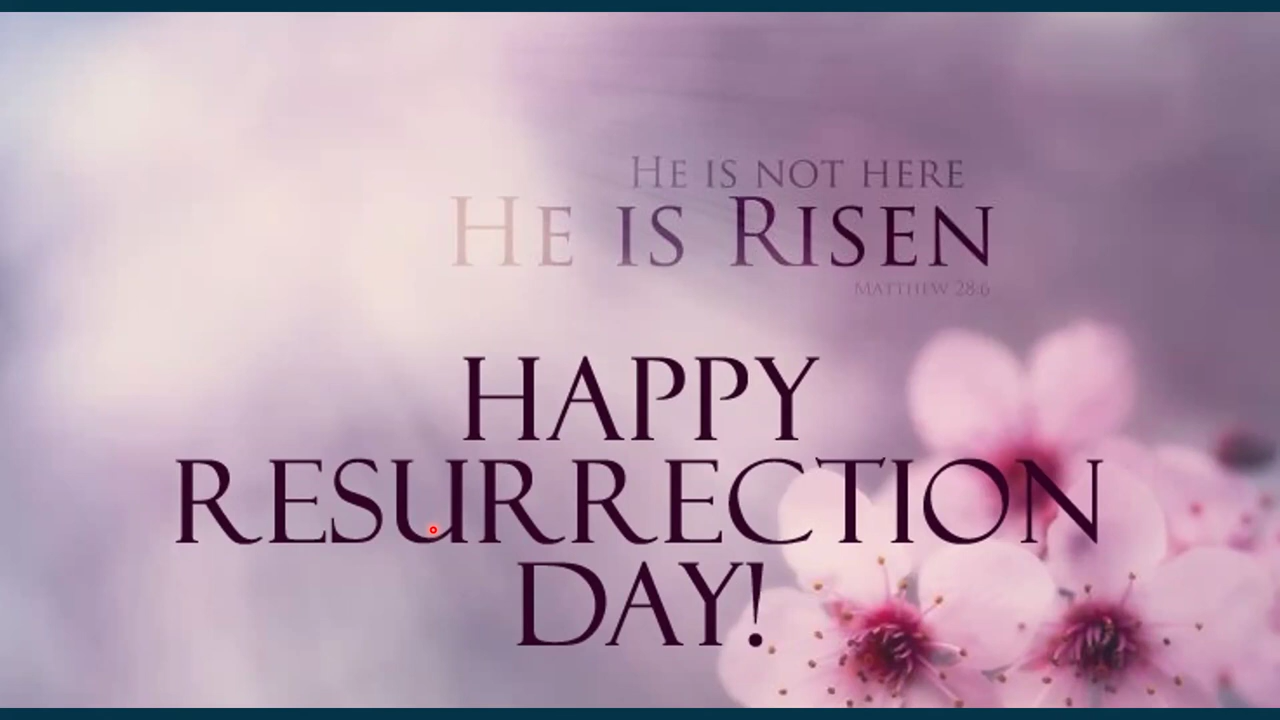 He is not here
He is Risen
Matthew 28:6
HAPPY
RESURRECTION
DAY!